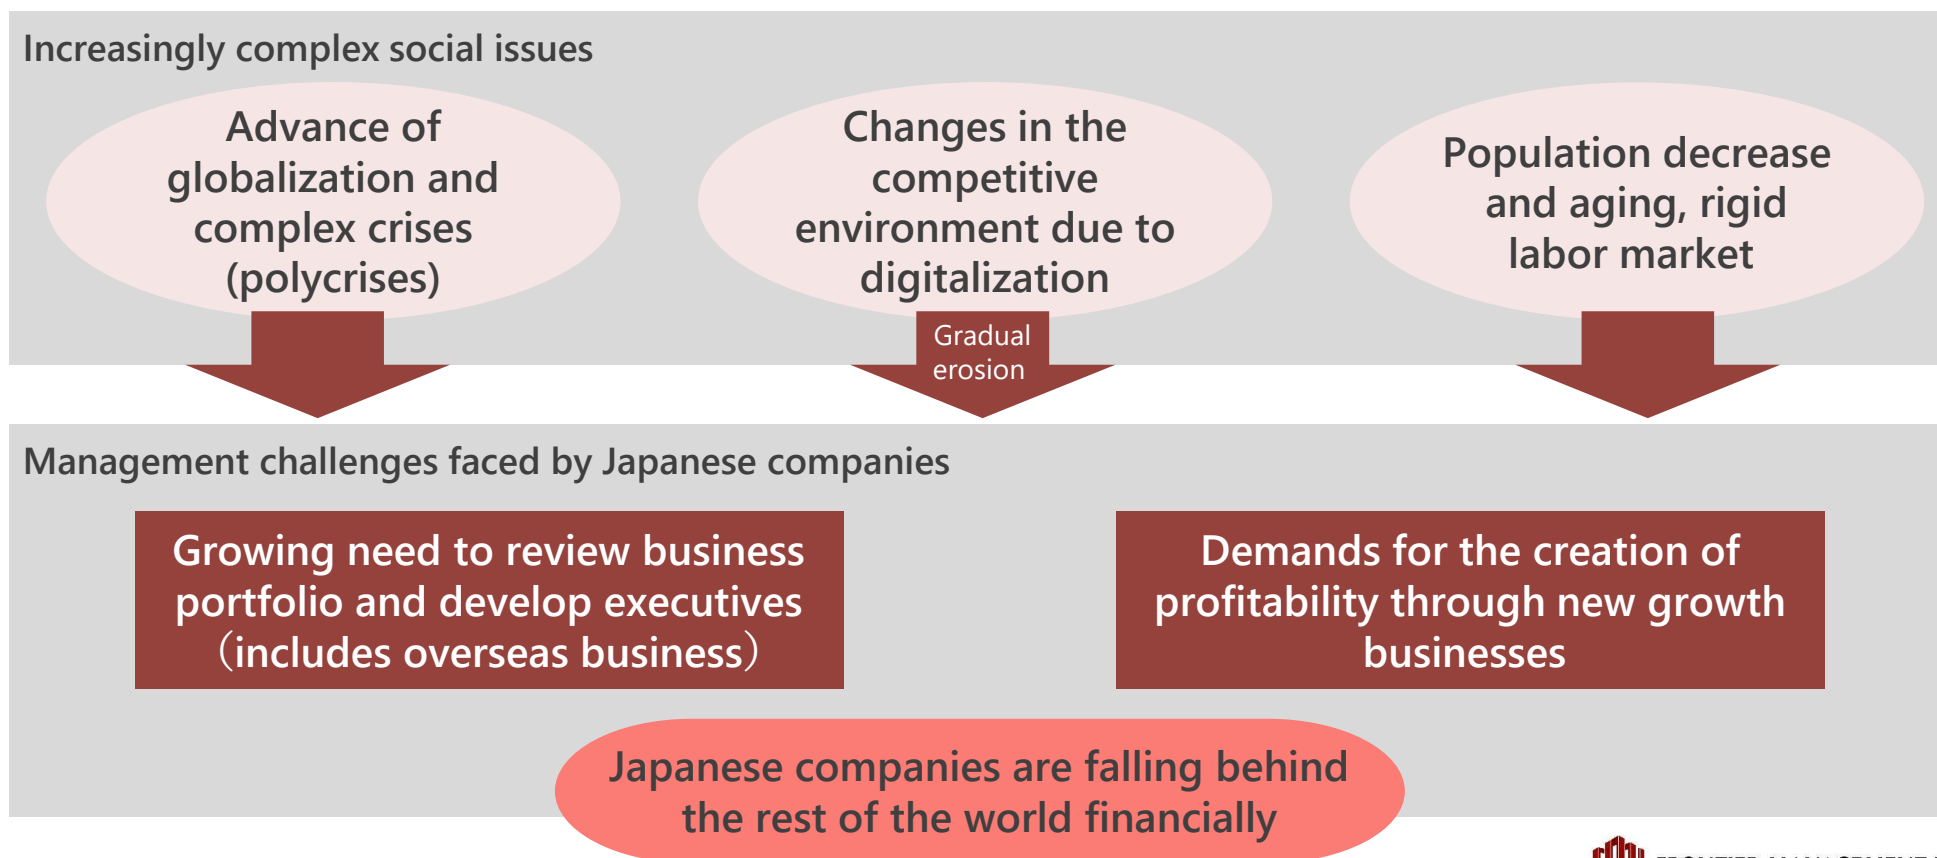 Increasingly complex social issues
Advance of
globalization and
complex crises
(polycrises)
Changes in the
competitive
environment due to
digitalization
Population decrease
and aging, rigid
labor market
Gradual
erosion
Management challenges faced by Japanese companies
Growing need to review business
portfolio and develop executives
（includes overseas business）
Demands for the creation of
profitability through new growth
businesses
Japanese companies are falling behind
the rest of the world financially